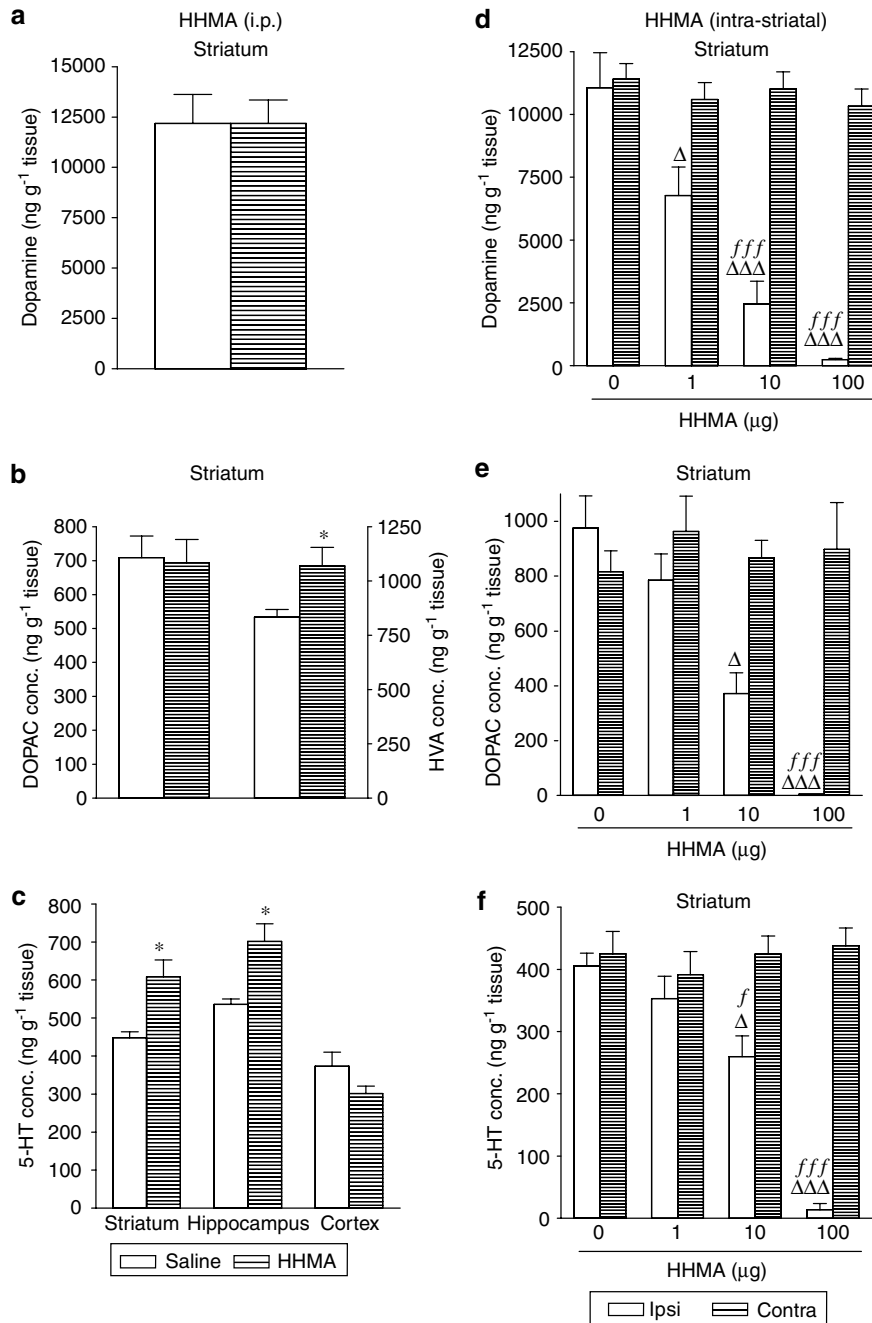 a
HHMA (i.p.)
Striatum
15000
12500
10000
7500
5000
2500
0
Dopamine (ng g⁻¹ tissue)
b
Striatum
800
700
600
500
400
300
200
100
0
DOPAC conc. (ng g⁻¹ tissue)
*
1250
1000
750
500
250
0
HVA conc. (ng g⁻¹ tissue)
c
800
700
600
500
400
300
200
100
0
5-HT conc. (ng g⁻¹ tissue)
*
*
Striatum Hippocampus Cortex
Saline HHMA
d
HHMA (intra-striatal)
Striatum
12500
10000
7500
5000
2500
0
Dopamine (ng g⁻¹ tissue)
Δ
fff
ΔΔΔ
fff
ΔΔΔ
0 1 10 100
HHMA (μg)
e
Striatum
1000
800
600
400
200
0
DOPAC conc. (ng g⁻¹ tissue)
Δ
fff
ΔΔΔ
0 1 10 100
HHMA (μg)
f
Striatum
500
400
300
200
100
0
5-HT conc. (ng g⁻¹ tissue)
f
Δ
fff
ΔΔΔ
0 1 10 100
HHMA (μg)
Ipsi Contra